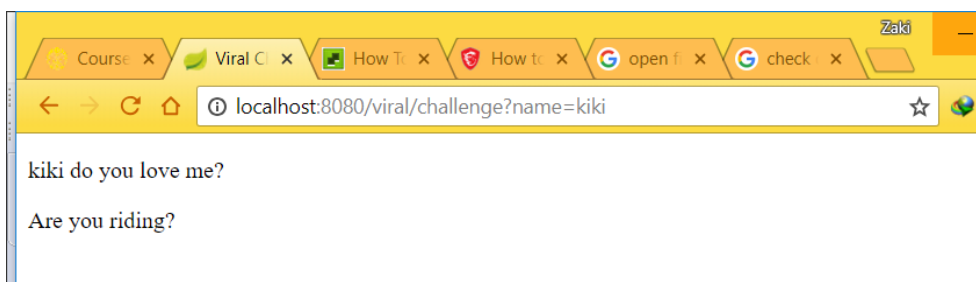 Zaki
Course Viral C How To How to open f check
localhost:8080/viral/challenge?name=kiki
kiki do you love me?
Are you riding?